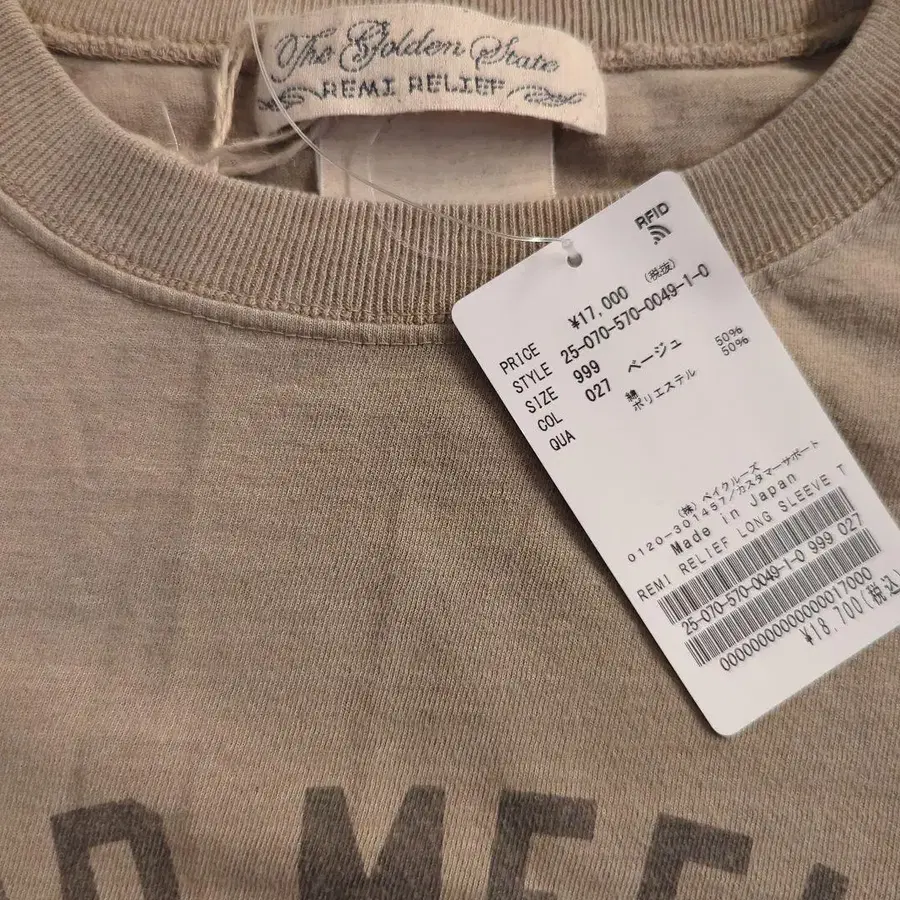 The Golden State
REMI RELIEF
RFID
PRICE ¥17,000 (税抜)
STYLE 25-070-570-0049-1-0
SIZE 999
COL 027 ベージュ
QUA 綿 50%
ポリエステル 50%
(株)ベイクルーズ
0120-301457/カスタマーサポート
Made in Japan
REMI RELIEF LONG SLEEVE T
25-070-570-0049-1-0 999 027
0000000000000017000
¥18,700(税込)